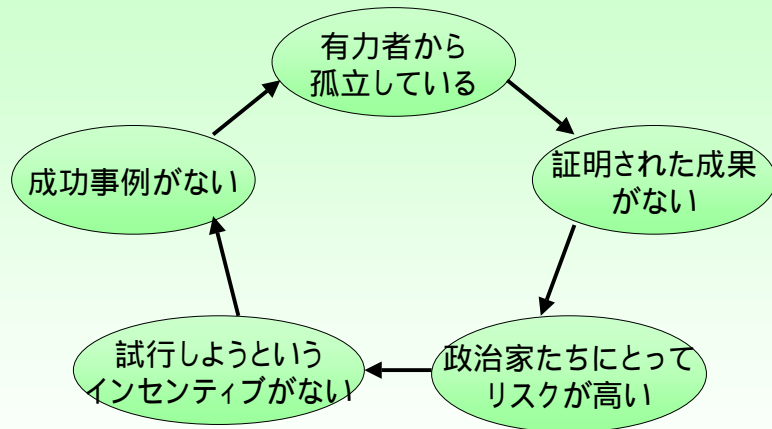 有力者から
孤立している
証明された成果
がない
政治家たちにとって
リスクが高い
試行しようという
インセンティブがない
成功事例がない